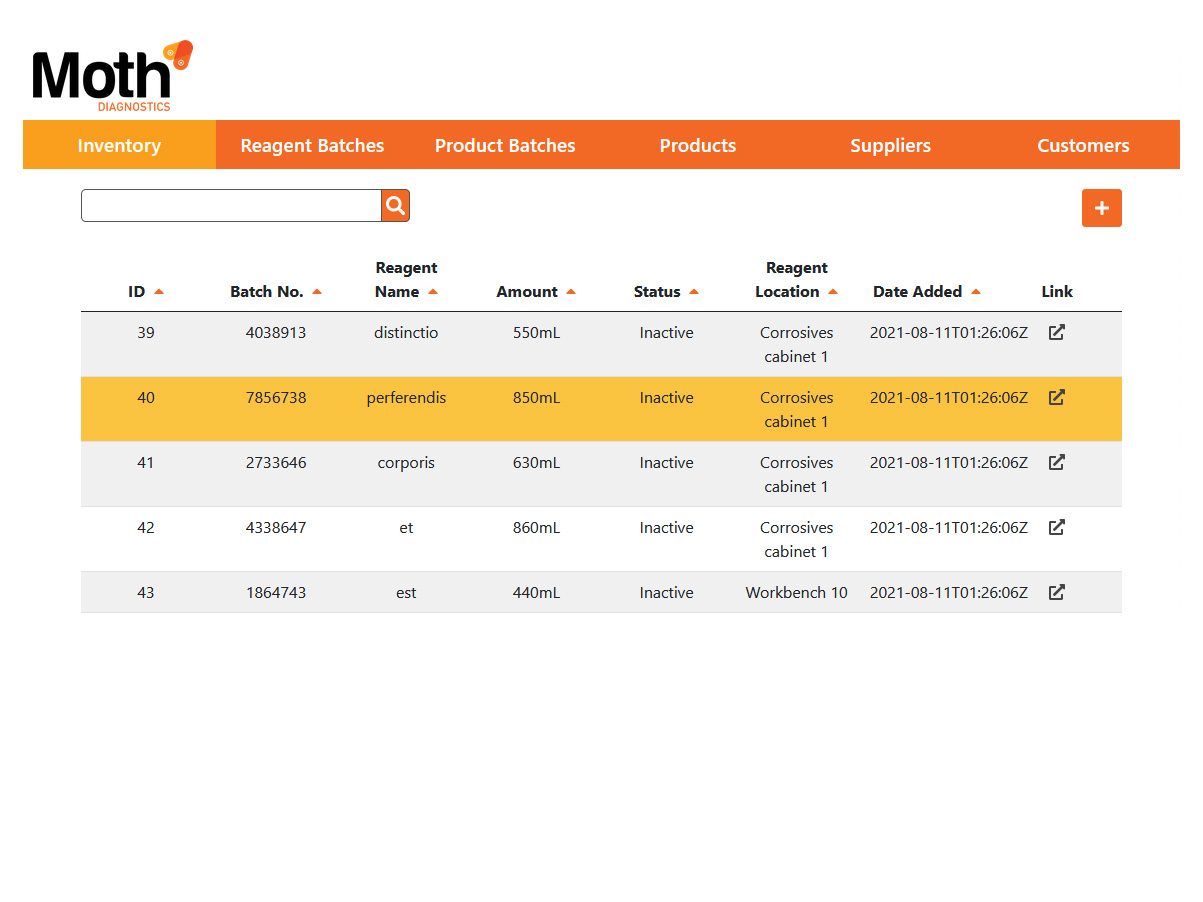 Moth
DIAGNOSTICS
Inventory Reagent Batches Product Batches Products Suppliers Customers
ID Batch No. Reagent Name Amount Status Reagent Location Date Added Link
39 4038913 distinctio 550mL Inactive Corrosives cabinet 1 2021-08-11T01:26:06Z
40 7856738 perferendis 850mL Inactive Corrosives cabinet 1 2021-08-11T01:26:06Z
41 2733646 corporis 630mL Inactive Corrosives cabinet 1 2021-08-11T01:26:06Z
42 4338647 et 860mL Inactive Corrosives cabinet 1 2021-08-11T01:26:06Z
43 1864743 est 440mL Inactive Workbench 10 2021-08-11T01:26:06Z